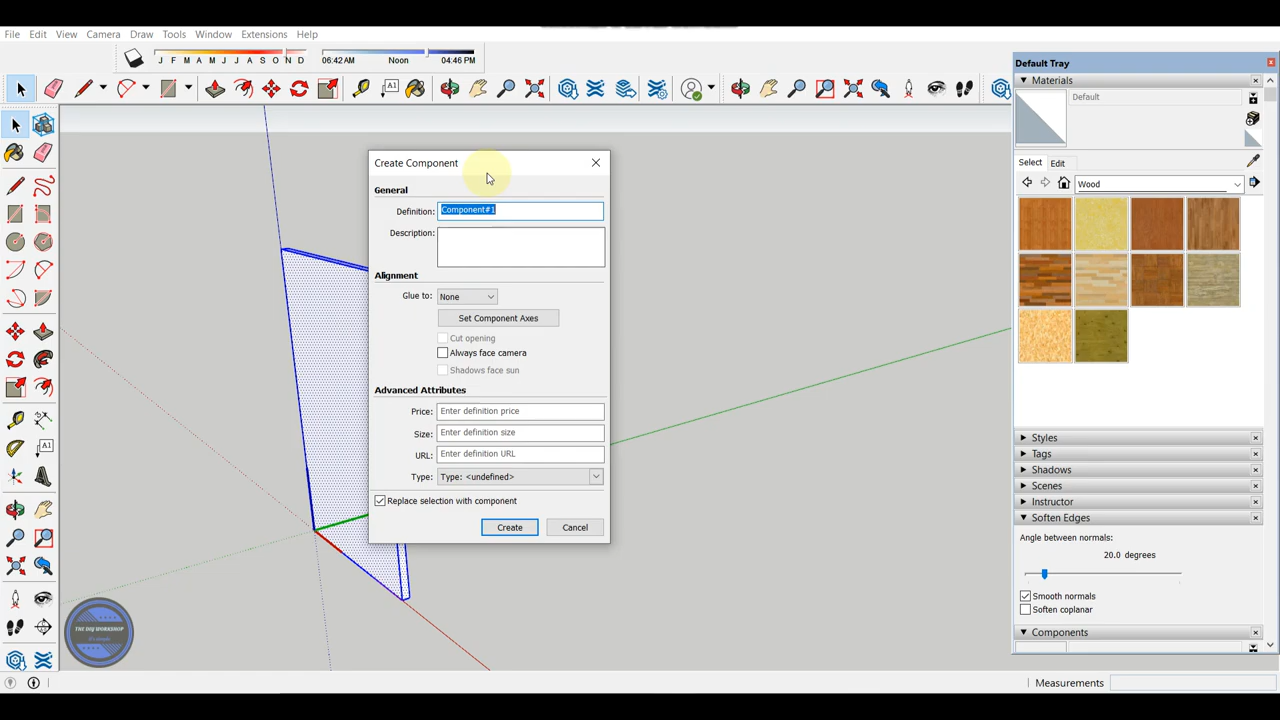 File Edit View Camera Draw Tools Window Extensions Help
J F M A M J J A S O N D 06:42 AM Noon 04:46 PM
Default Tray
Materials
Default
Select Edit
Wood
Create Component
General
Definition: Component#1
Description:
Alignment
Glue to: None
Set Component Axes
Cut opening
Always face camera
Shadows face sun
Advanced Attributes
Price: Enter definition price
Size: Enter definition size
URL: Enter definition URL
Type: Type: <undefined>
Replace selection with component
Create Cancel
Styles
Tags
Shadows
Scenes
Instructor
Soften Edges
Angle between normals:
20.0 degrees
Smooth normals
Soften coplanar
Components
THE DIY WORKSHOP
Measurements